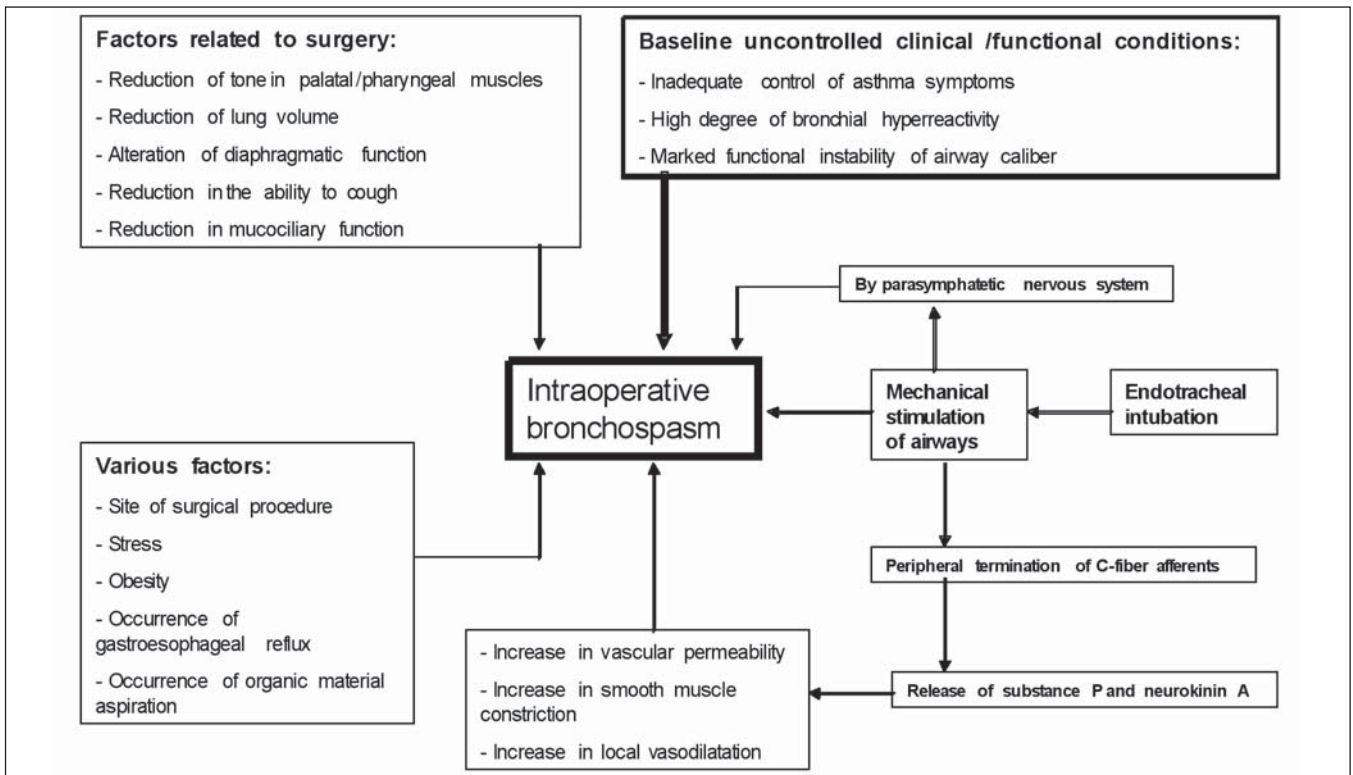 Factors related to surgery:
- Reduction of tone in palatal/pharyngeal muscles
- Reduction of lung volume
- Alteration of diaphragmatic function
- Reduction in the ability to cough
- Reduction in mucociliary function
Baseline uncontrolled clinical /functional conditions:
- Inadequate control of asthma symptoms
- High degree of bronchial hyperreactivity
- Marked functional instability of airway caliber
By parasymphatetic nervous system
Intraoperative
bronchospasm
Mechanical
stimulation
of airways
Endotracheal
intubation
Various factors:
- Site of surgical procedure
- Stress
- Obesity
- Occurrence of
gastroesophageal reflux
- Occurrence of organic material
aspiration
Peripheral termination of C-fiber afferents
- Increase in vascular permeability
- Increase in smooth muscle
constriction
- Increase in local vasodilatation
Release of substance P and neurokinin A